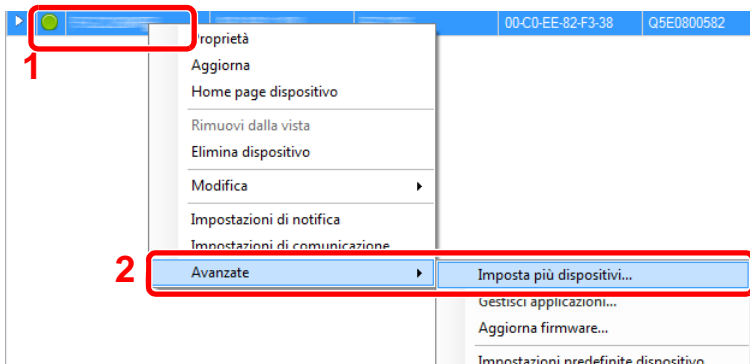 00-C0-EE-82-F3-38 Q5E0800582
1
Proprietà
Aggiorna
Home page dispositivo
Rimuovi dalla vista
Elimina dispositivo
Modifica
Impostazioni di notifica
Impostazioni di comunicazione
2
Avanzate
Imposta più dispositivi...
Gestisci applicazioni...
Aggiorna firmware...
Impostazioni predefinite dispositivo